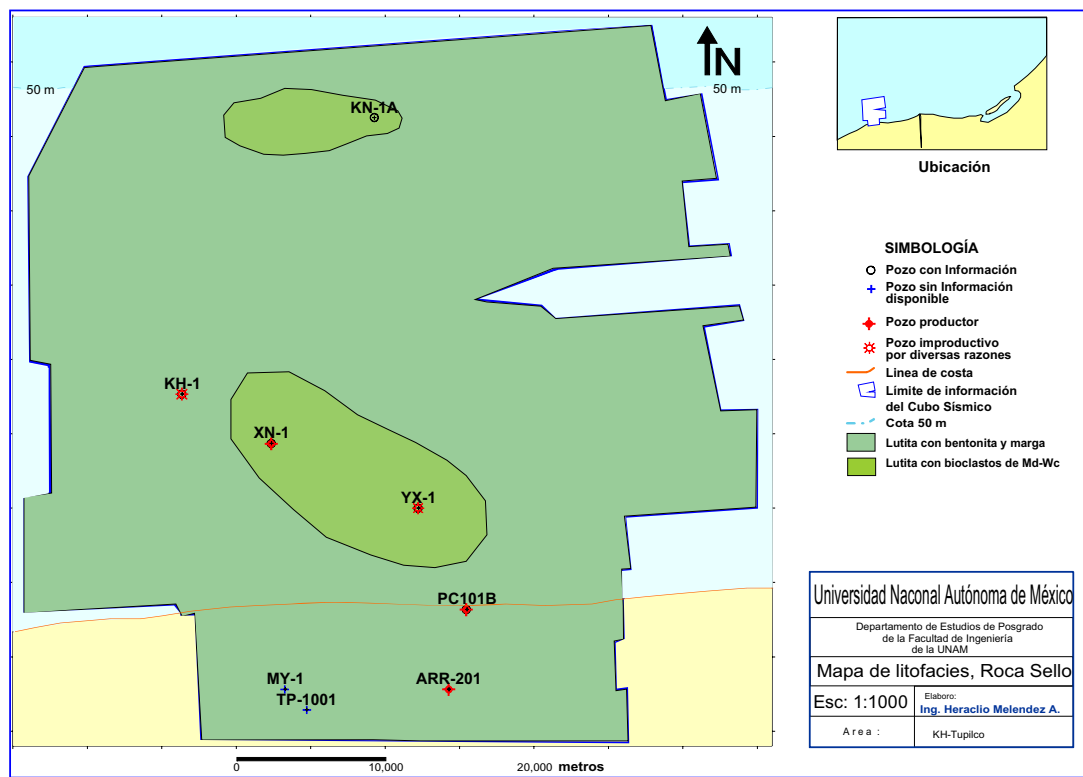 50 m
50 m
N
KN-1A
KH-1
XN-1
YX-1
PC101B
MY-1
TP-1001
ARR-201
0
10,000
20,000
metros
Ubicación
SIMBOLOGÍA
Pozo con Información
Pozo sin Información
disponible
Pozo productor
Pozo improductivo
por diversas razones
Linea de costa
Límite de información
del Cubo Sísmico
Cota 50 m
Lutita con bentonita y marga
Lutita con bioclastos de Md-Wc
Universidad Naconal Autónoma de México
Departamento de Estudios de Posgrado
de la Facultad de Ingeniería
de la UNAM
Mapa de litofacies, Roca Sello
Esc: 1:1000
Elaboro:
Ing. Heraclio Melendez A.
Area :
KH-Tupilco